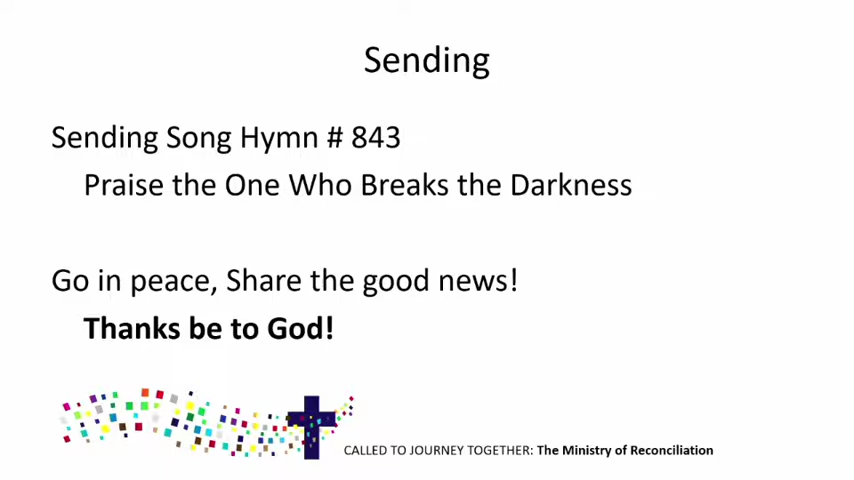 Sending
Sending Song Hymn # 843
Praise the One Who Breaks the Darkness
Go in peace, Share the good news!
Thanks be to God!
CALLED TO JOURNEY TOGETHER: The Ministry of Reconciliation